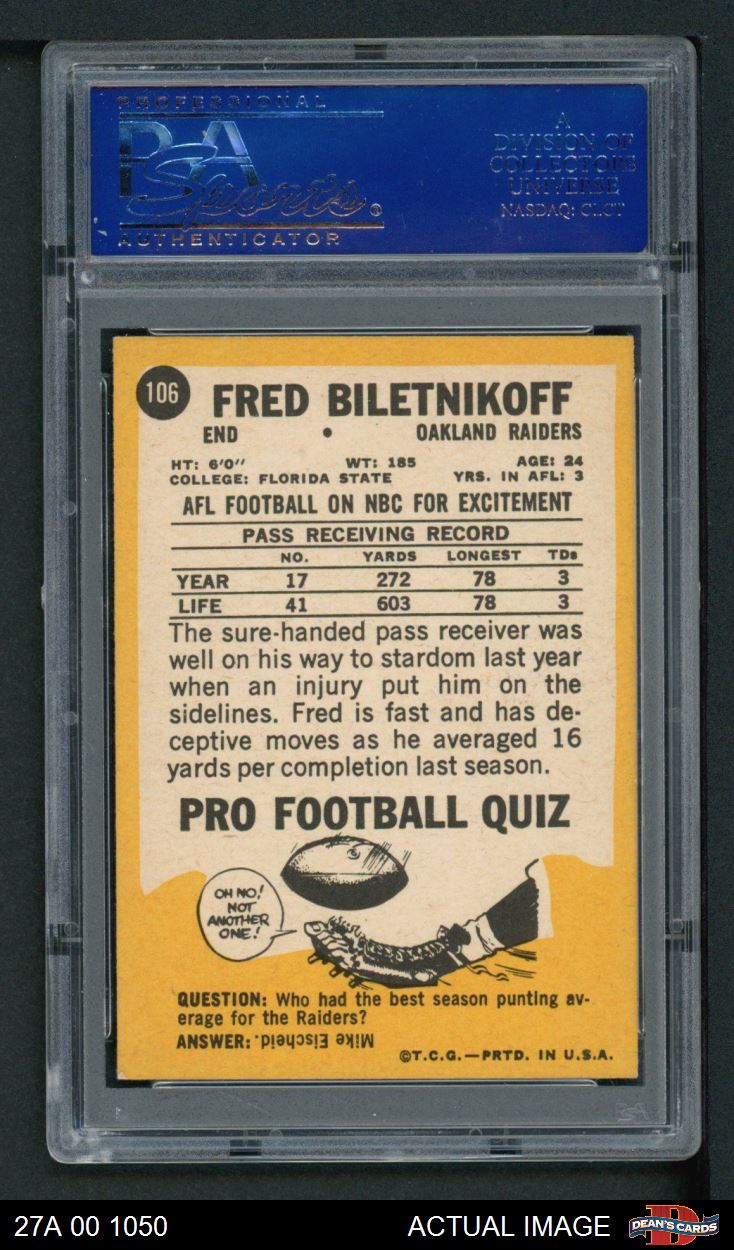 PROFESSIONAL
PSA
Sports
AUTHENTICATOR
A
DIVISION OF
COLLECTORS
UNIVERSE
NASDAQ: CLCT
106 FRED BILETNIKOFF
END • OAKLAND RAIDERS
HT: 6'0" WT: 185 AGE: 24
COLLEGE: FLORIDA STATE YRS. IN AFL: 3
AFL FOOTBALL ON NBC FOR EXCITEMENT
PASS RECEIVING RECORD
NO. YARDS LONGEST TDs
YEAR 17 272 78 3
LIFE 41 603 78 3
The sure-handed pass receiver was
well on his way to stardom last year
when an injury put him on the
sidelines. Fred is fast and has de-
ceptive moves as he averaged 16
yards per completion last season.
PRO FOOTBALL QUIZ
OH NO!
NOT
ANOTHER
ONE!
QUESTION: Who had the best season punting av-
erage for the Raiders?
ANSWER: Mike Eischeid.
©T.C.G.—PRTD. IN U.S.A.
27A 00 1050 ACTUAL IMAGE D DEAN'S CARDS